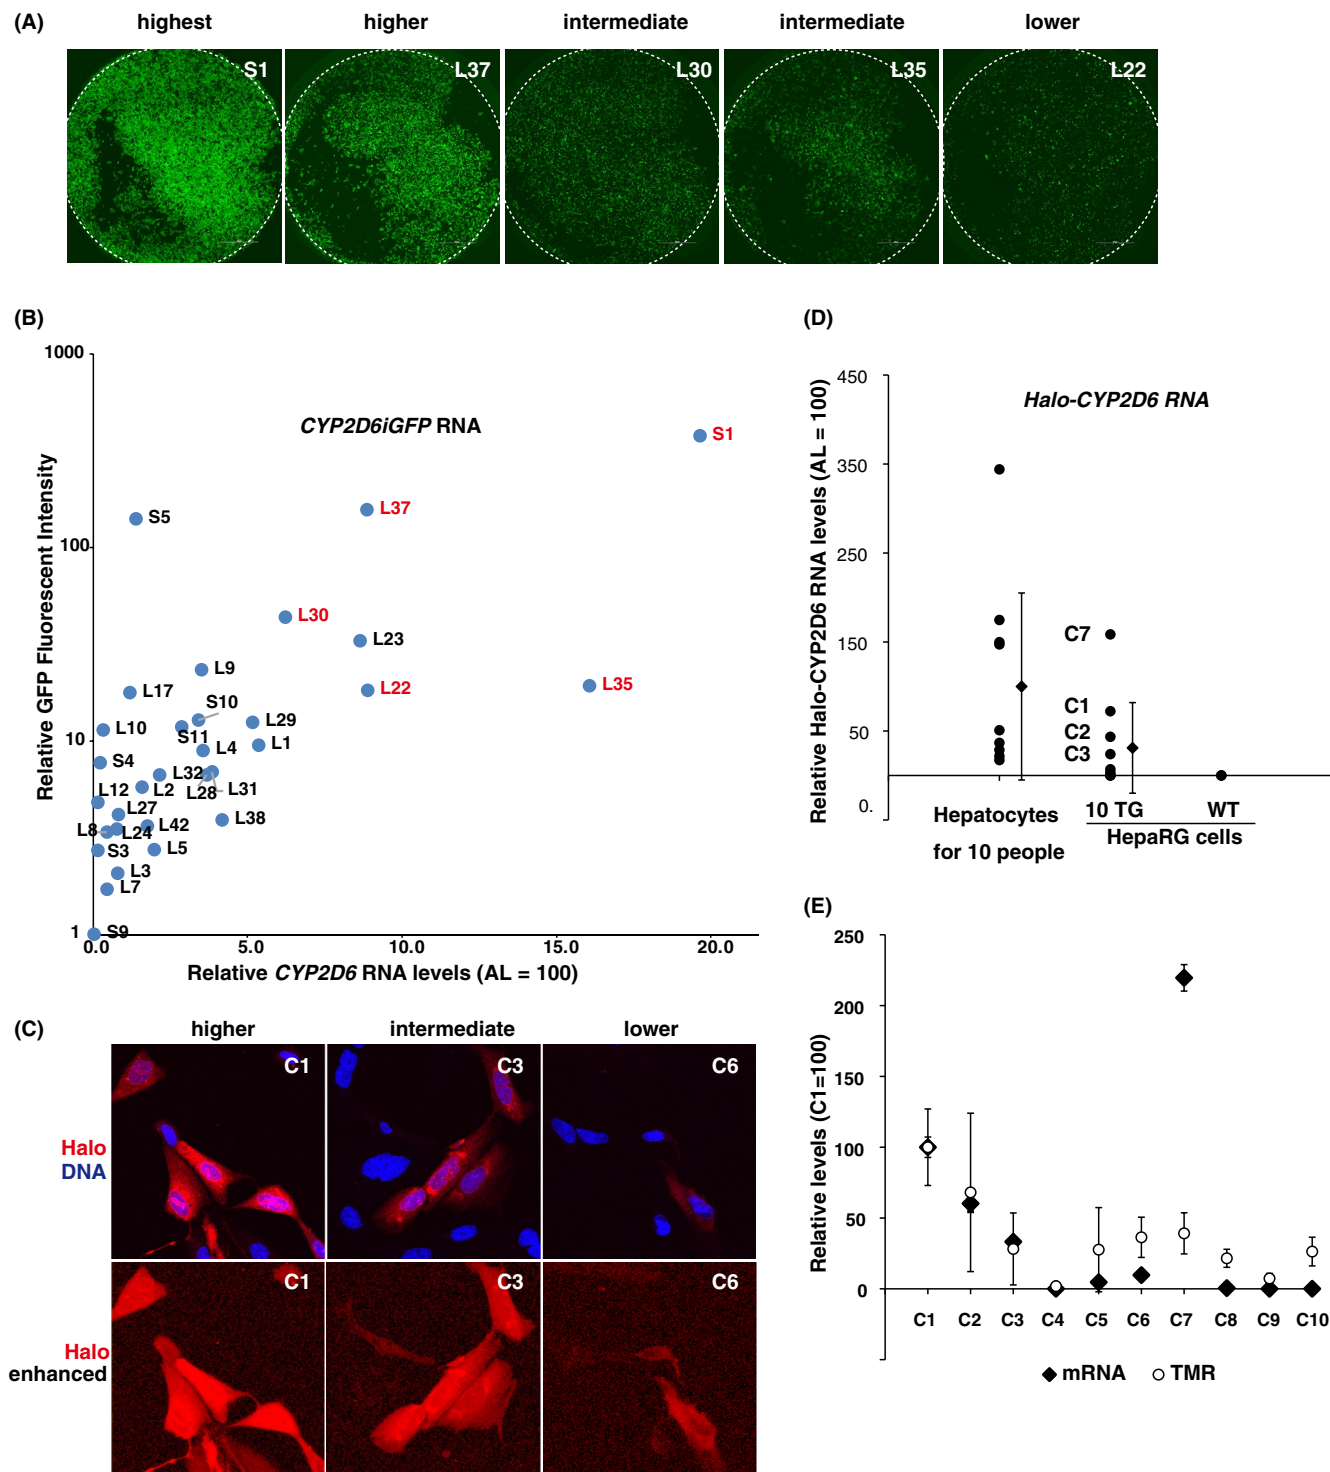 (A)
highest higher intermediate intermediate lower
S1 L37 L30 L35 L22
(B)
1000
100
10
1
0.0 5.0 10.0 15.0 20.0
Relative GFP Fluorescent Intensity
CYP2D6iGFP RNA
S1
L37
S5
L30
L23
L9
L22
L35
L17
S10
L10
S11
L29
L4
L1
S4
L32
L12
L2
L28
L31
L27
L38
L8
L24
L42
S3
L5
L3
L7
S9
Relative CYP2D6 RNA levels (AL = 100)
(C)
higher intermediate lower
C1 C3 C6
Halo
DNA
C1 C3 C6
Halo
enhanced
(D)
Relative Halo-CYP2D6 RNA levels (AL = 100)
450
350
250
150
50
0.
Halo-CYP2D6 RNA
C7
C1
C2
C3
Hepatocytes
for 10 people
10 TG WT
HepaRG cells
(E)
Relative levels (C1=100)
250
200
150
100
50
0
C1 C2 C3 C4 C5 C6 C7 C8 C9 C10
mRNA TMR